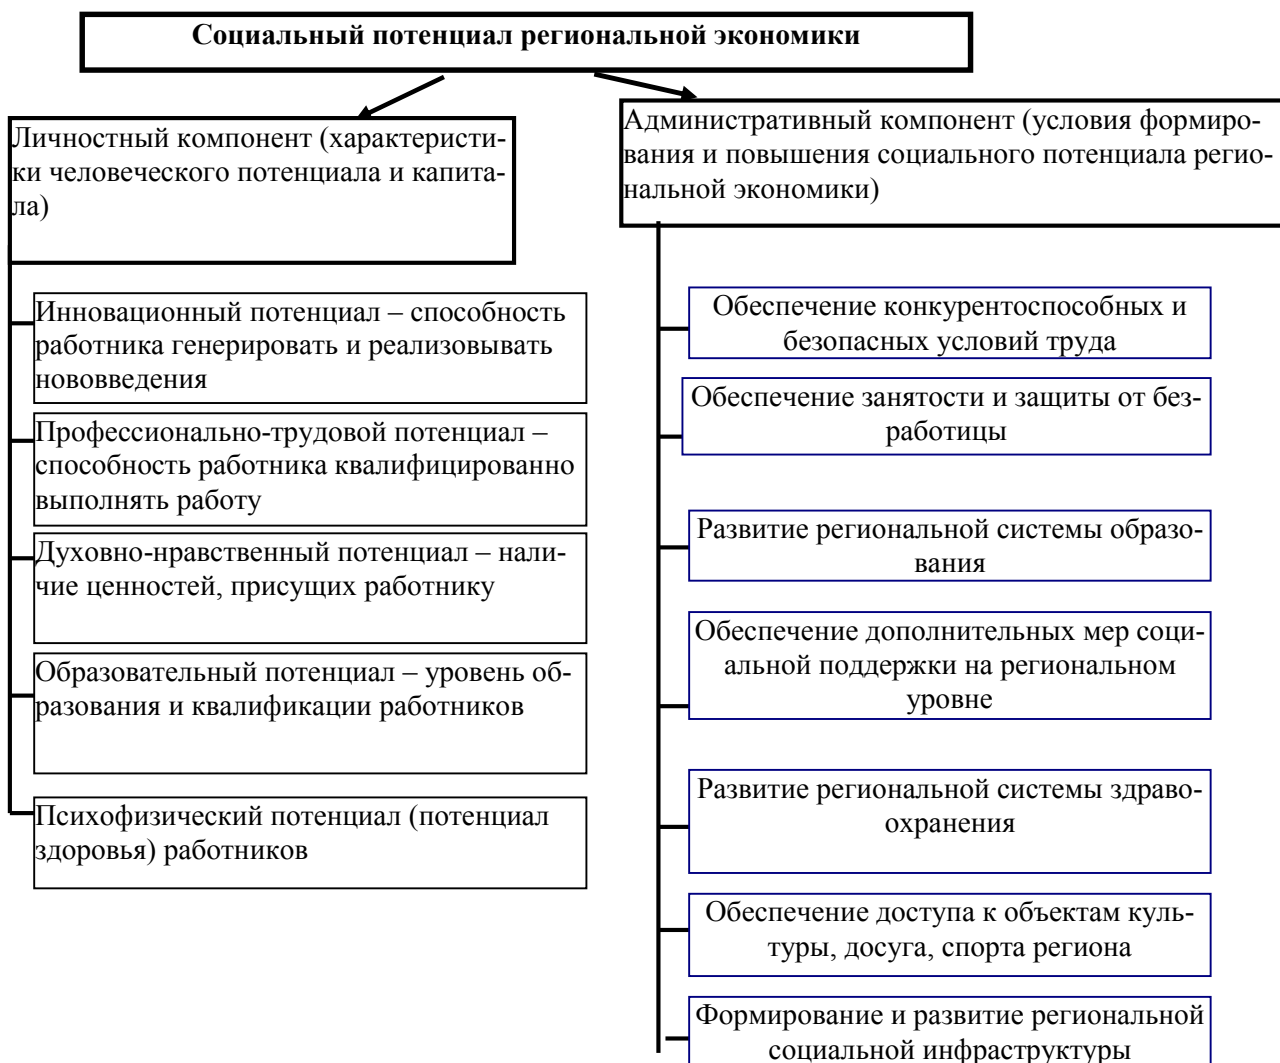 Социальный потенциал региональной экономики
Личностный компонент (характеристи-
ки человеческого потенциала и капита-
ла)
Инновационный потенциал – способность
работника генерировать и реализовывать
нововведения
Профессионально-трудовой потенциал –
способность работника квалифицированно
выполнять работу
Духовно-нравственный потенциал – нали-
чие ценностей, присущих работнику
Образовательный потенциал – уровень об-
разования и квалификации работников
Психофизический потенциал (потенциал
здоровья) работников
Административный компонент (условия формиро-
вания и повышения социального потенциала регио-
нальной экономики)
Обеспечение конкурентоспособных и
безопасных условий труда
Обеспечение занятости и защиты от без-
работицы
Развитие региональной системы образо-
вания
Обеспечение дополнительных мер соци-
альной поддержки на региональном
уровне
Развитие региональной системы здраво-
охранения
Обеспечение доступа к объектам куль-
туры, досуга, спорта региона
Формирование и развитие региональной
социальной инфраструктуры